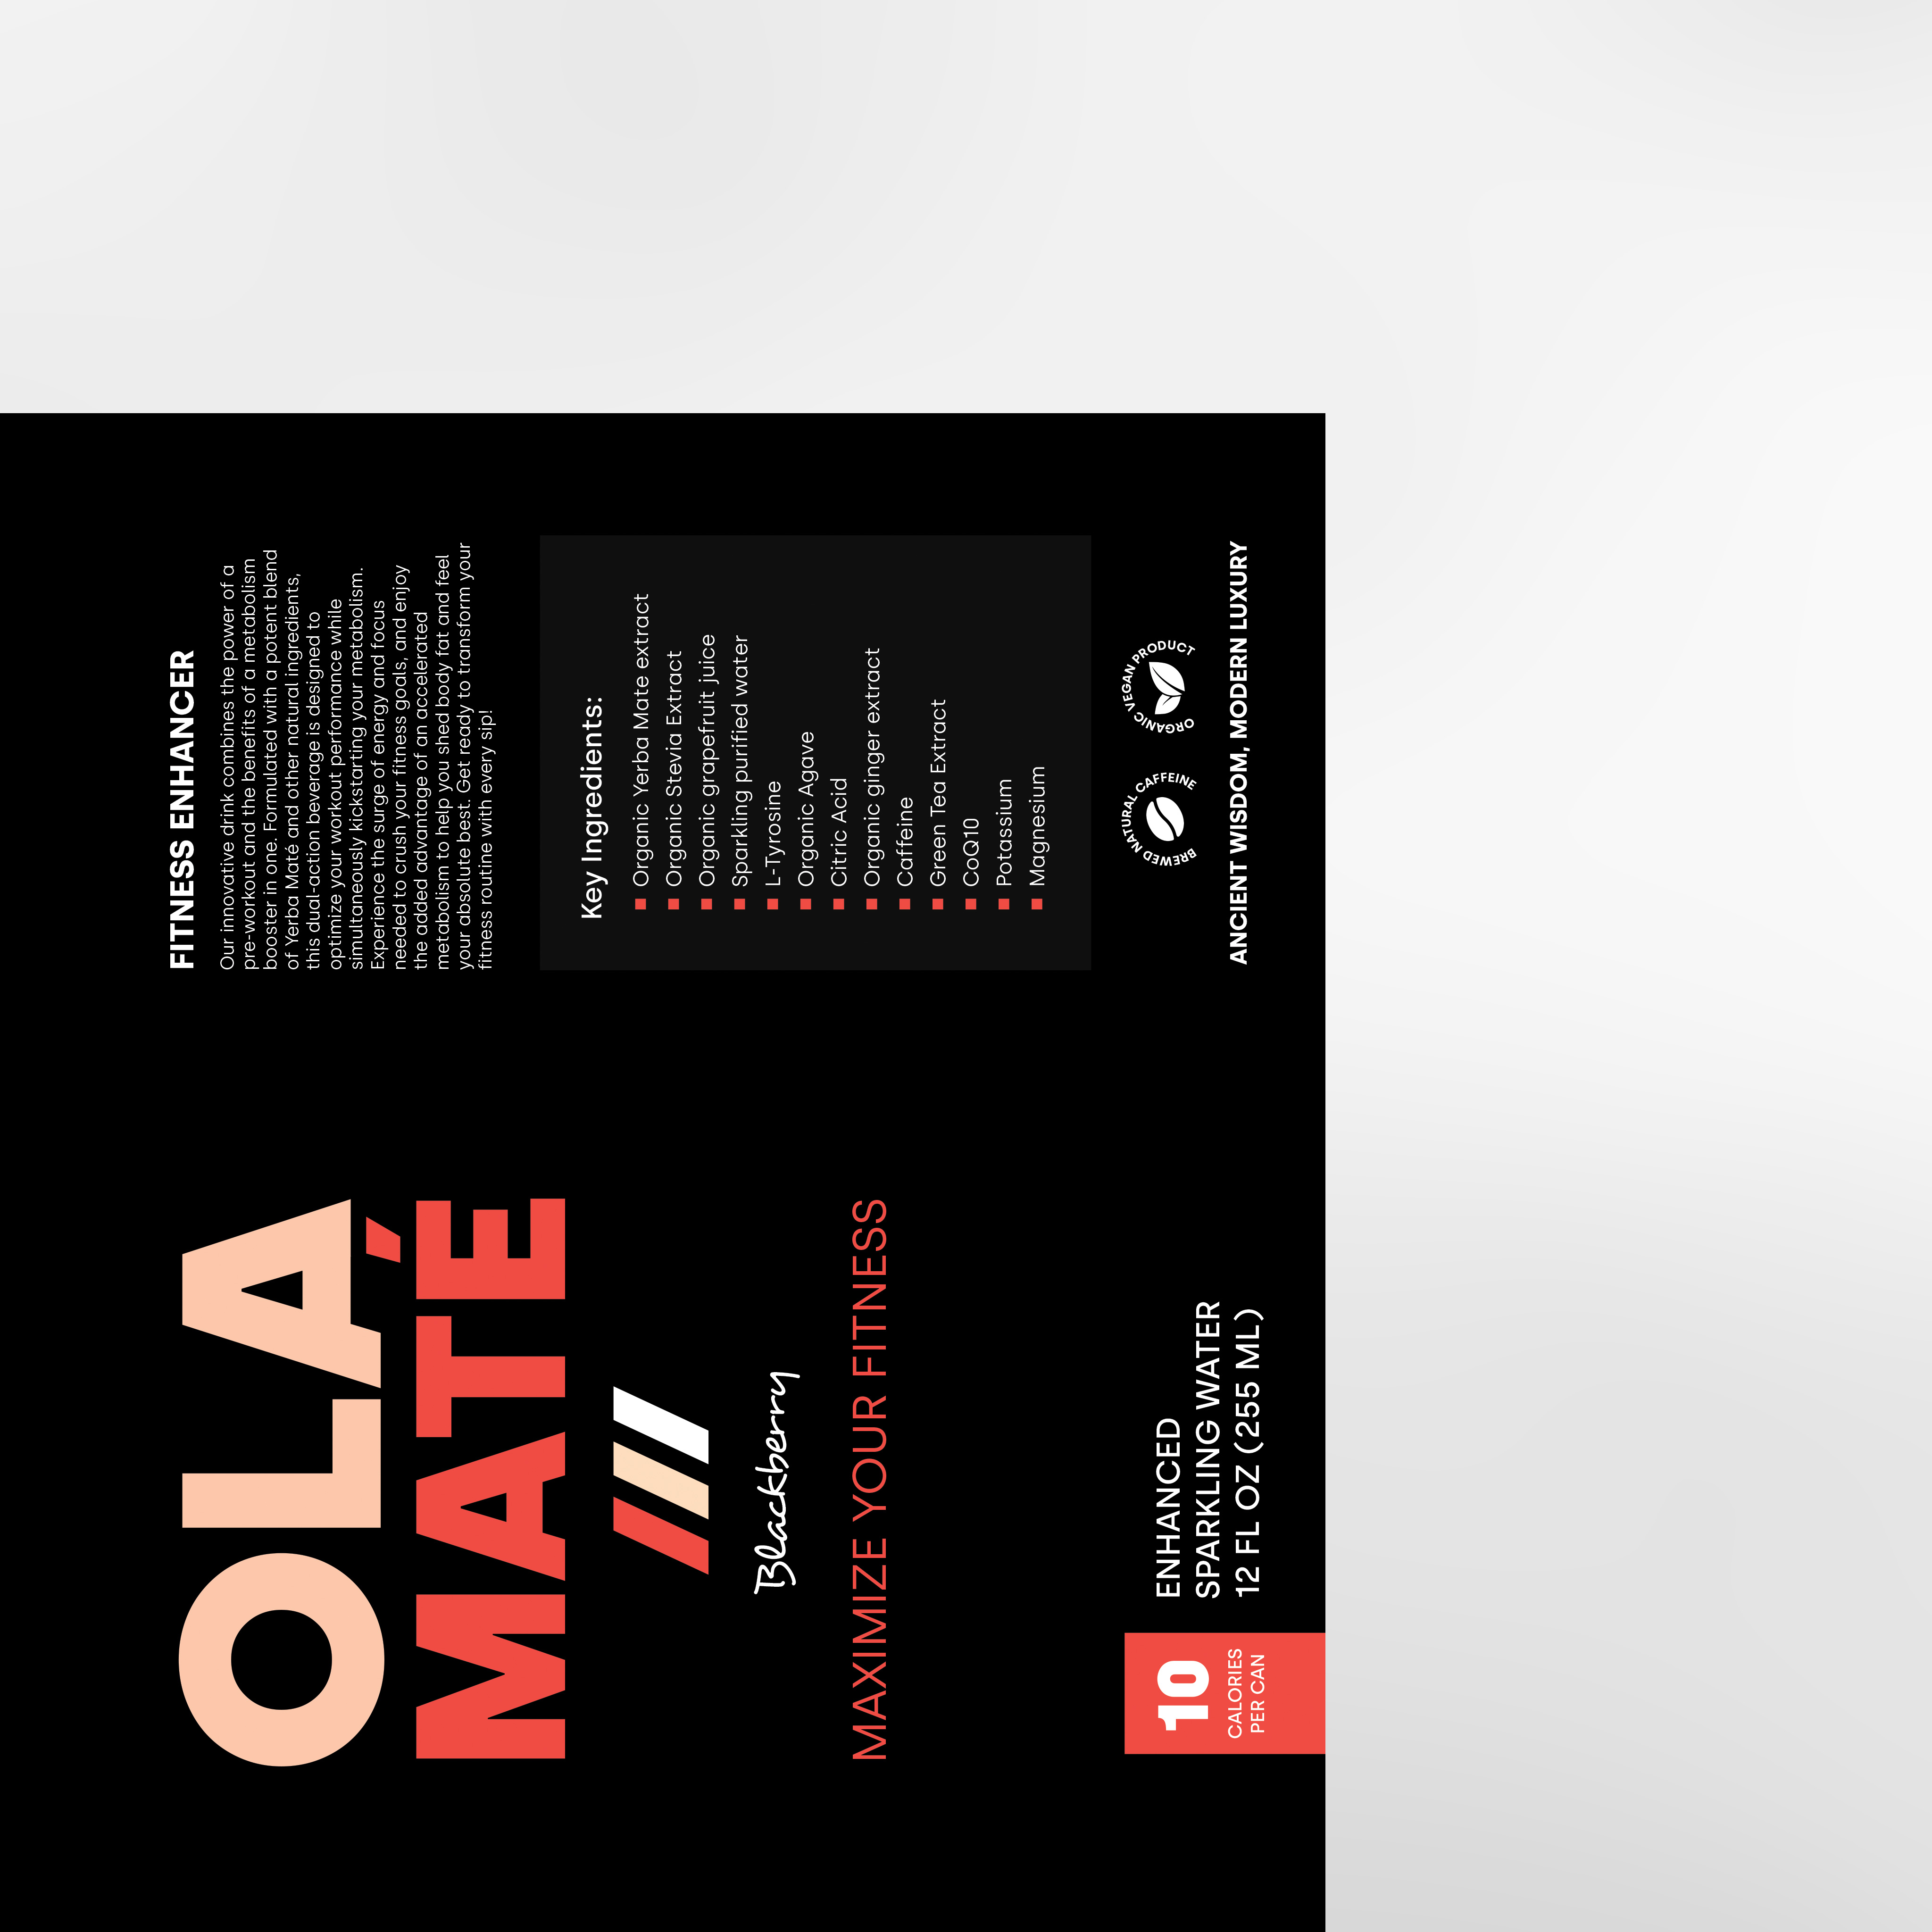 OLA
MATÉ
Blackberry
MAXIMIZE YOUR FITNESS
10
CALORIES
PER CAN
ENHANCED
SPARKLING WATER
12 FL OZ (255 ML)
FITNESS ENHANCER
Our innovative drink combines the power of a
pre-workout and the benefits of a metabolism
booster in one. Formulated with a potent blend
of Yerba Maté and other natural ingredients,
this dual-action beverage is designed to
optimize your workout performance while
simultaneously kickstarting your metabolism.
Experience the surge of energy and focus
needed to crush your fitness goals, and enjoy
the added advantage of an accelerated
metabolism to help you shed body fat and feel
your absolute best. Get ready to transform your
fitness routine with every sip!
Key Ingredients:
Organic Yerba Mate extract
Organic Stevia Extract
Organic grapefruit juice
Sparkling purified water
L-Tyrosine
Organic Agave
Citric Acid
Organic ginger extract
Caffeine
Green Tea Extract
CoQ10
Potassium
Magnesium
BREWED NATURAL CAFFEINE
ORGANIC VEGAN PRODUCT
ANCIENT WISDOM, MODERN LUXURY